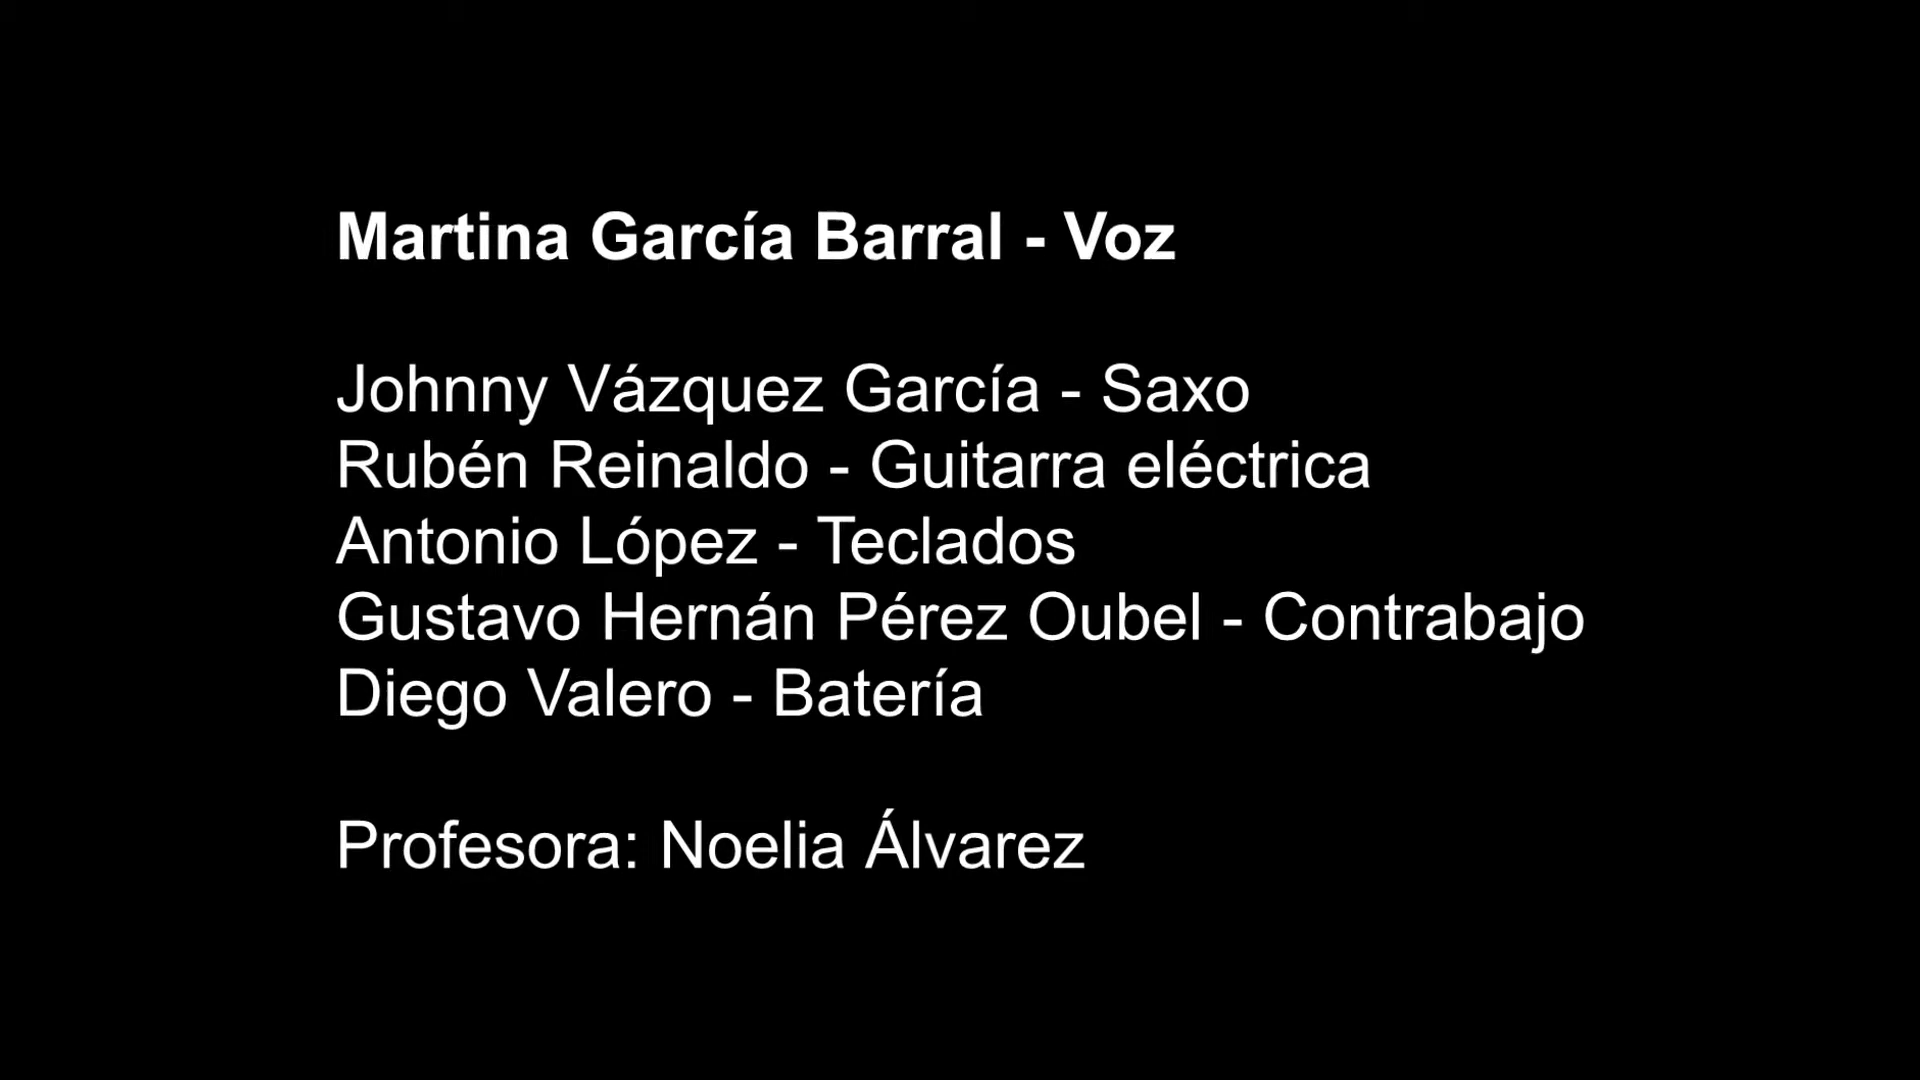 Martina García Barral - Voz
Johnny Vázquez García - Saxo
Rubén Reinaldo - Guitarra eléctrica
Antonio López - Teclados
Gustavo Hernán Pérez Oubel - Contrabajo
Diego Valero - Batería
Profesora: Noelia Álvarez